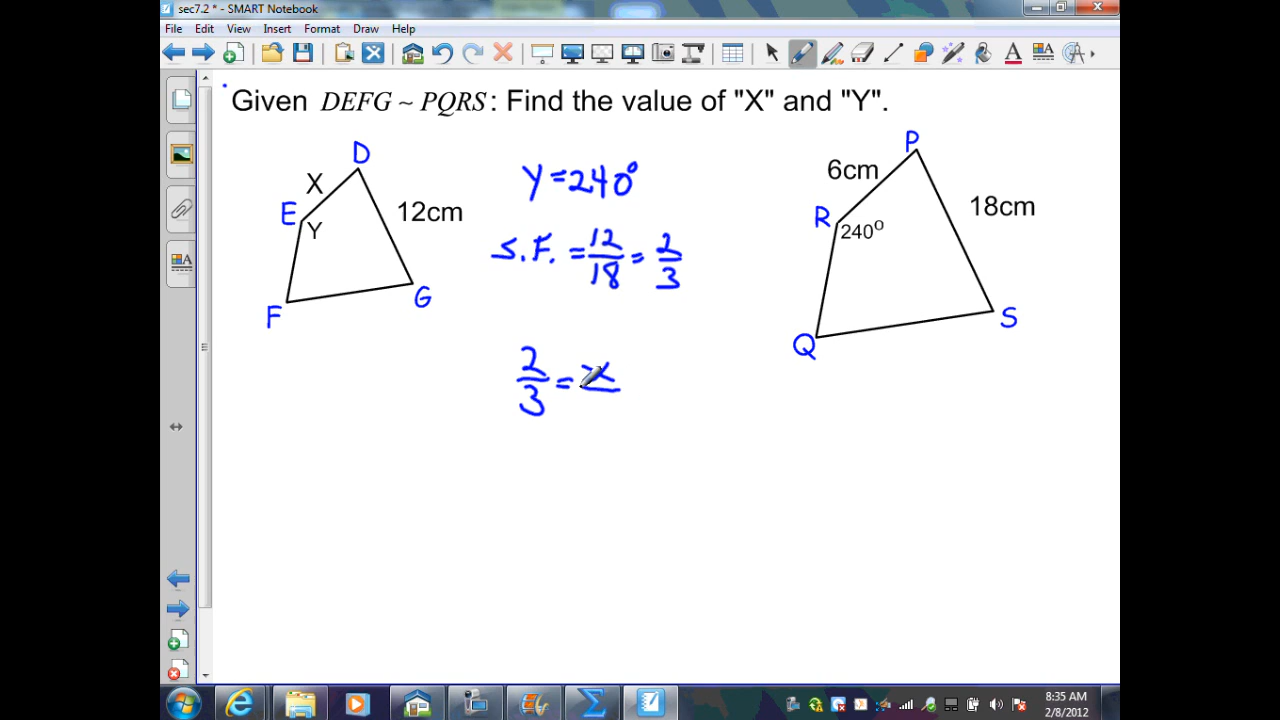 sec7.2 * - SMART Notebook
File Edit View Insert Format Draw Help
Given DEFG ~ PQRS : Find the value of "X" and "Y".
D
X
E
Y
12cm
F
G
Y=240°
S.F. = 12/18 = 2/3
2/3 = x
P
6cm
R
240°
18cm
Q
S
8:35 AM
2/8/2012